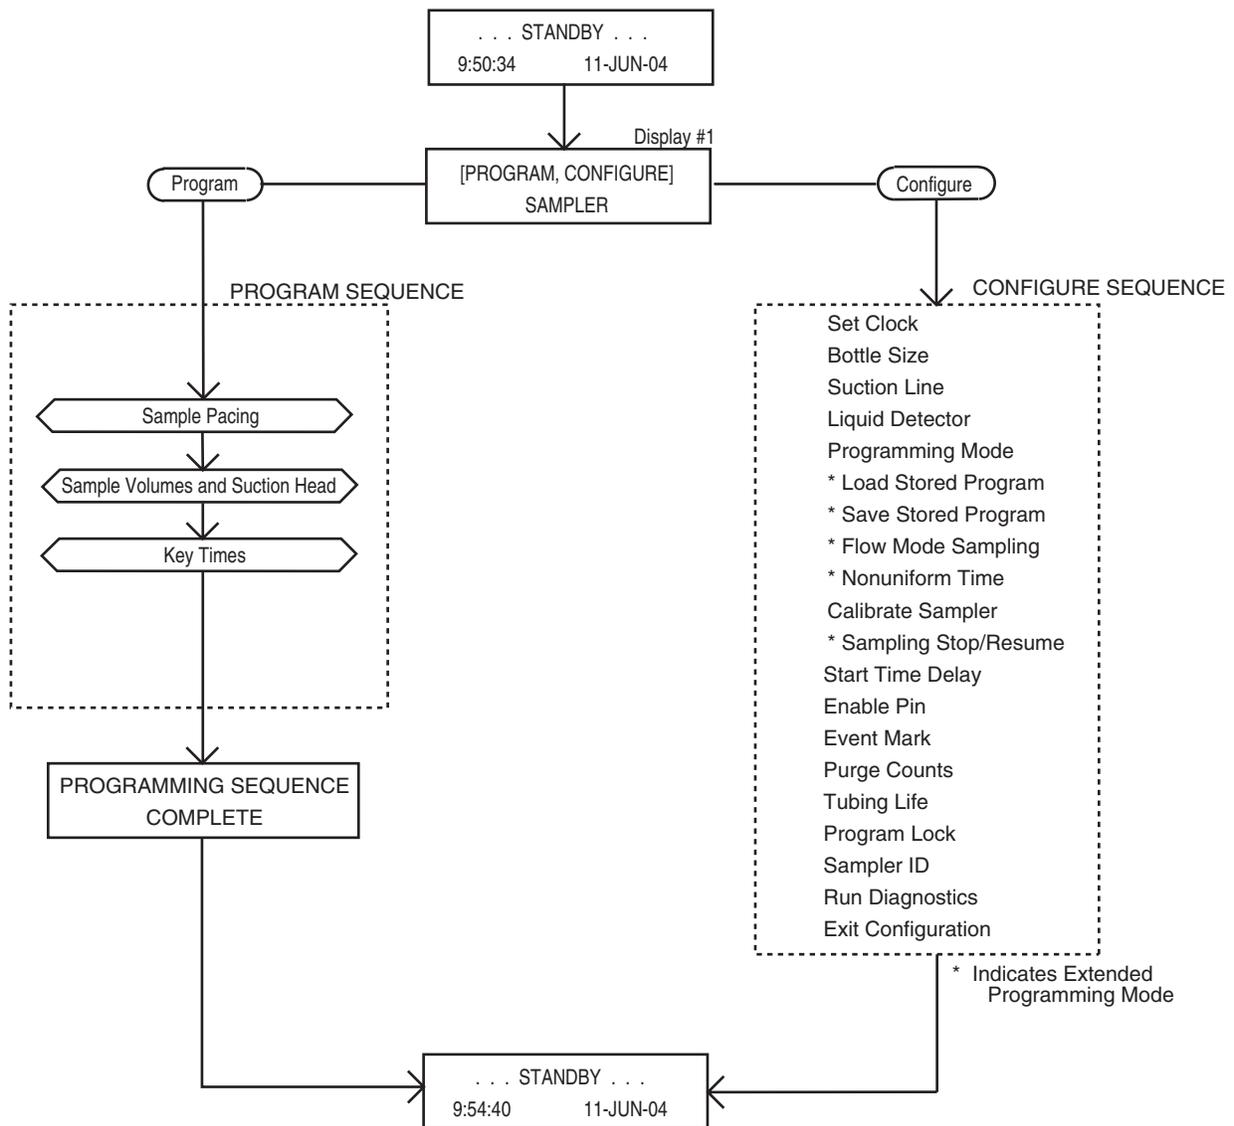 . . . STANDBY . . .
9:50:34 11-JUN-04
Display #1
[PROGRAM, CONFIGURE]
SAMPLER
Program
Configure
PROGRAM SEQUENCE
Sample Pacing
Sample Volumes and Suction Head
Key Times
PROGRAMMING SEQUENCE
COMPLETE
CONFIGURE SEQUENCE
Set Clock
Bottle Size
Suction Line
Liquid Detector
Programming Mode
* Load Stored Program
* Save Stored Program
* Flow Mode Sampling
* Nonuniform Time
Calibrate Sampler
* Sampling Stop/Resume
Start Time Delay
Enable Pin
Event Mark
Purge Counts
Tubing Life
Program Lock
Sampler ID
Run Diagnostics
Exit Configuration
* Indicates Extended
Programming Mode
. . . STANDBY . . .
9:54:40 11-JUN-04